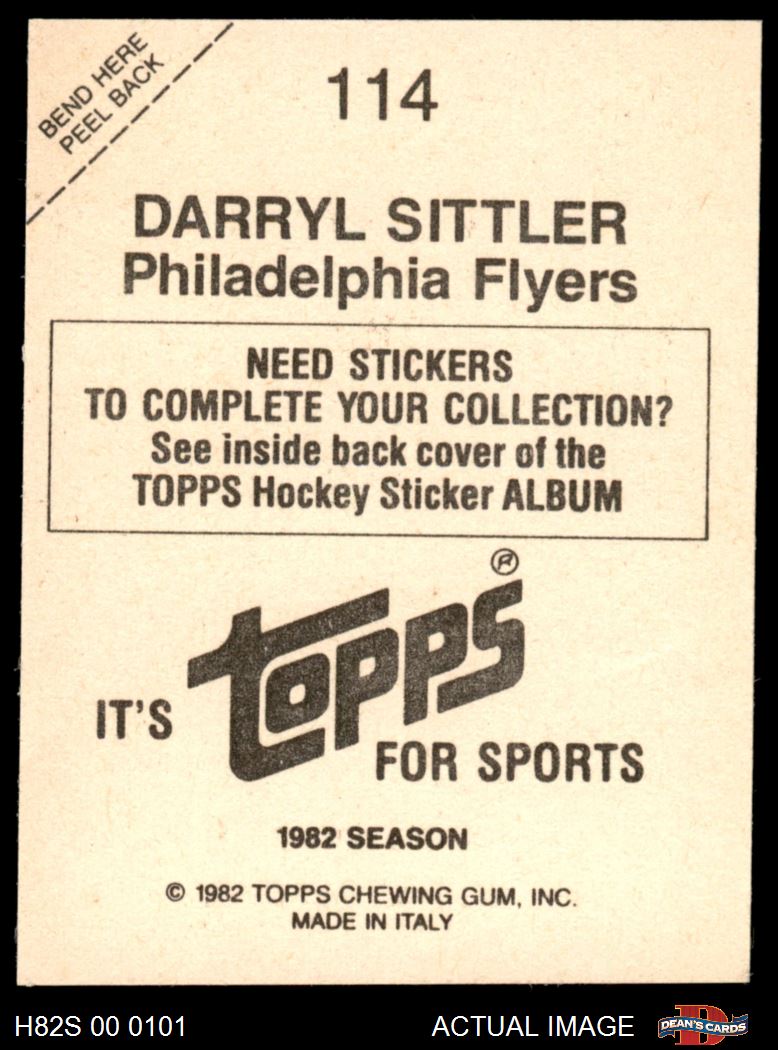 BEND HERE
PEEL BACK
114
DARRYL SITTLER
Philadelphia Flyers
NEED STICKERS
TO COMPLETE YOUR COLLECTION?
See inside back cover of the
TOPPS Hockey Sticker ALBUM
IT'S topps ®
FOR SPORTS
1982 SEASON
© 1982 TOPPS CHEWING GUM, INC.
MADE IN ITALY
H82S 00 0101
ACTUAL IMAGE
D
DEAN'S CARDS